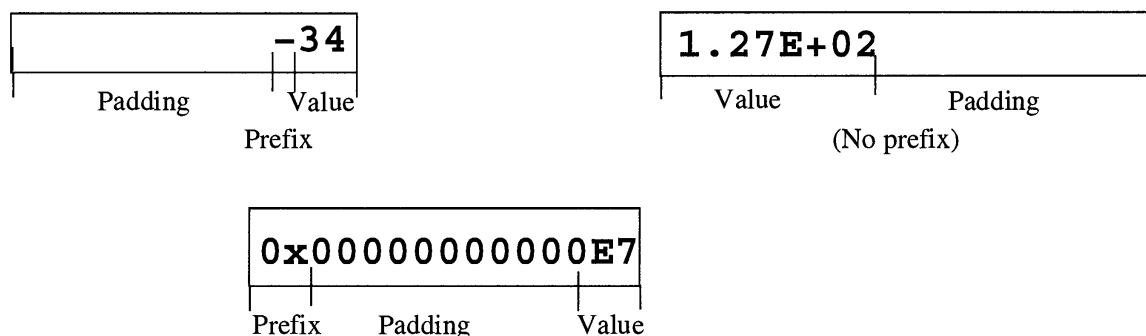 -34
Padding Value
Prefix
1.27E+02
Value Padding
(No prefix)
0x00000000000E7
Prefix Padding Value